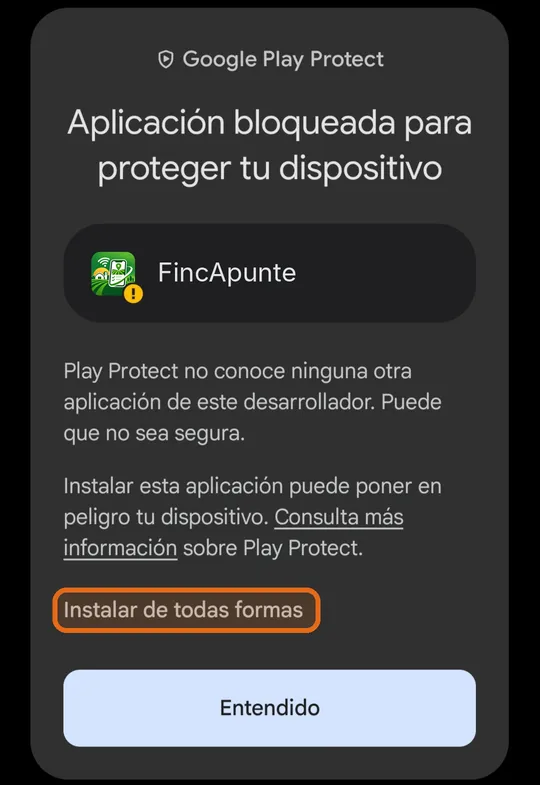 Google Play Protect
Aplicación bloqueada para
proteger tu dispositivo
FincApunte
Play Protect no conoce ninguna otra
aplicación de este desarrollador. Puede
que no sea segura.
Instalar esta aplicación puede poner en
peligro tu dispositivo. Consulta más
información sobre Play Protect.
Instalar de todas formas
Entendido